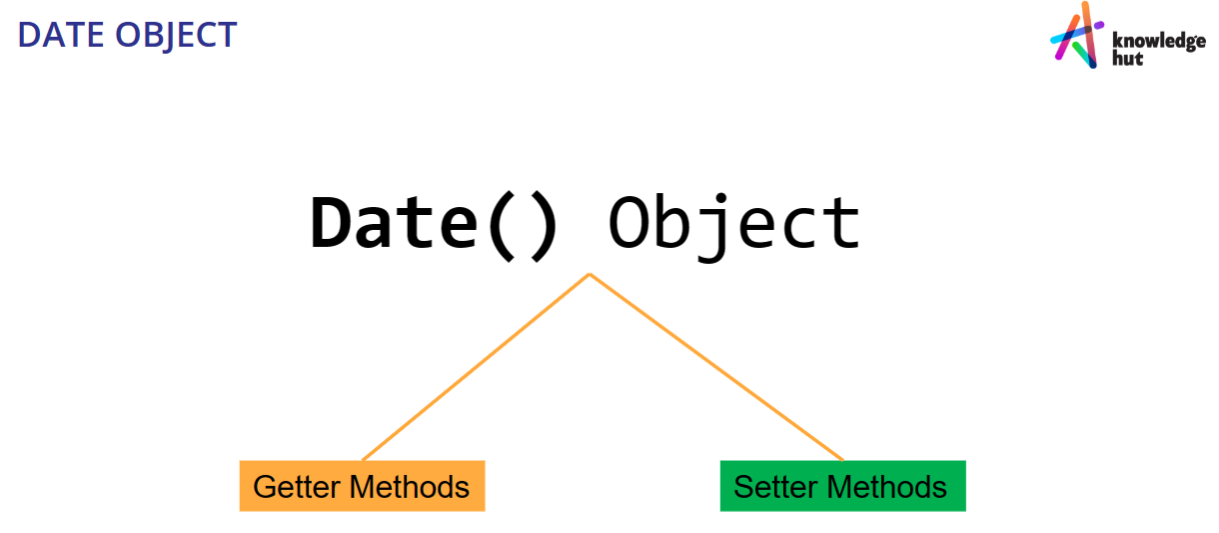 DATE OBJECT
knowledge
hut
Date() Object
Getter Methods
Setter Methods